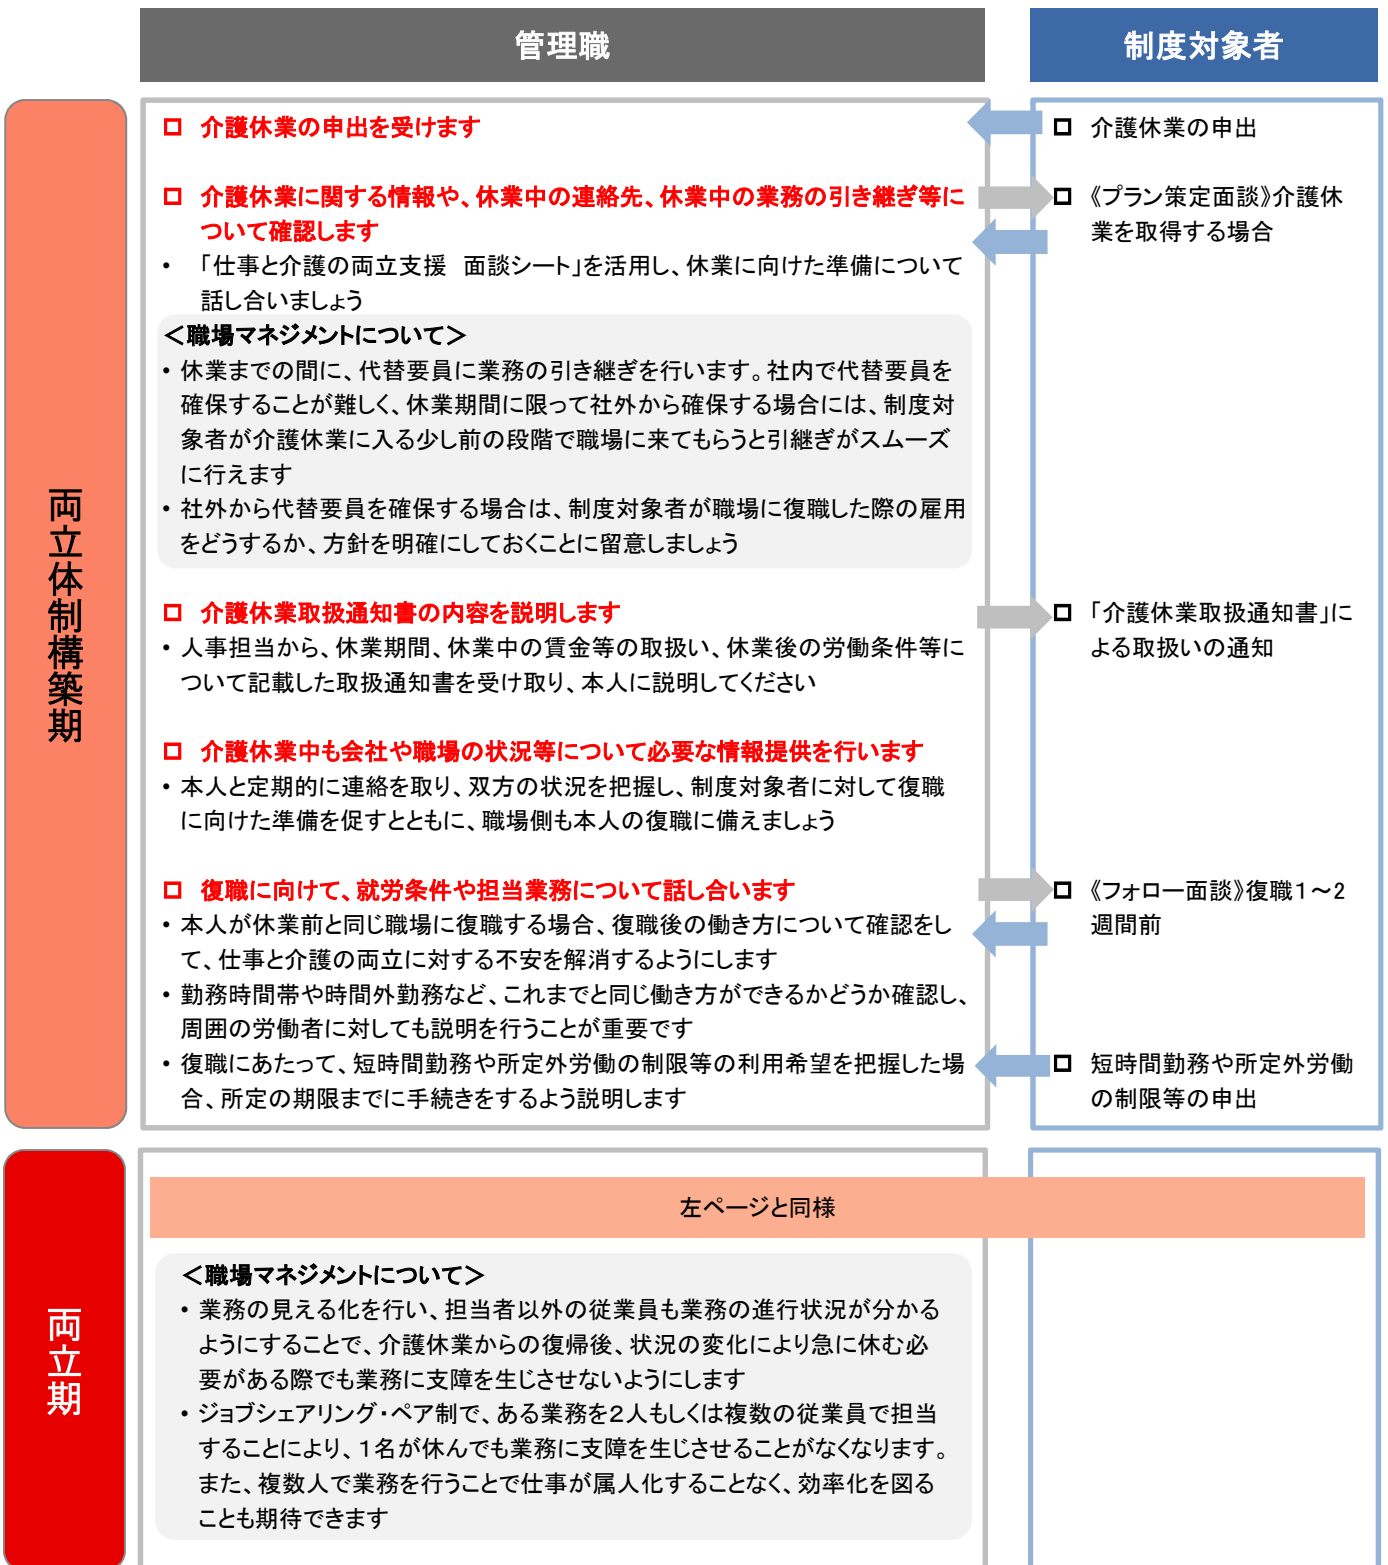 管理職
制度対象者
両立体制構築期
□ 介護休業の申出を受けます
□ 介護休業に関する情報や、休業中の連絡先、休業中の業務の引き継ぎ等に
ついて確認します
• 「仕事と介護の両立支援　面談シート」を活用し、休業に向けた準備について
話し合いましょう
＜職場マネジメントについて＞
• 休業までの間に、代替要員に業務の引き継ぎを行います。社内で代替要員を
確保することが難しく、休業期間に限って社外から確保する場合には、制度対
象者が介護休業に入る少し前の段階で職場に来てもらうと引継ぎがスムーズ
に行えます
• 社外から代替要員を確保する場合は、制度対象者が職場に復職した際の雇用
をどうするか、方針を明確にしておくことに留意しましょう
□ 介護休業取扱通知書の内容を説明します
• 人事担当から、休業期間、休業中の賃金等の取扱い、休業後の労働条件等に
ついて記載した取扱通知書を受け取り、本人に説明してください
□ 介護休業中も会社や職場の状況等について必要な情報提供を行います
• 本人と定期的に連絡を取り、双方の状況を把握し、制度対象者に対して復職
に向けた準備を促すとともに、職場側も本人の復職に備えましょう
□ 復職に向けて、就労条件や担当業務について話し合います
• 本人が休業前と同じ職場に復職する場合、復職後の働き方について確認をし
て、仕事と介護の両立に対する不安を解消するようにします
• 勤務時間帯や時間外勤務など、これまでと同じ働き方ができるかどうか確認し、
周囲の労働者に対しても説明を行うことが重要です
• 復職にあたって、短時間勤務や所定外労働の制限等の利用希望を把握した場
合、所定の期限までに手続きをするよう説明します
□ 介護休業の申出
□ 《プラン策定面談》介護休
業を取得する場合
□ 「介護休業取扱通知書」に
よる取扱いの通知
□ 《フォロー面談》復職１～2
週間前
□ 短時間勤務や所定外労働
の制限等の申出
両立期
左ページと同様
＜職場マネジメントについて＞
• 業務の見える化を行い、担当者以外の従業員も業務の進行状況が分かる
ようにすることで、介護休業からの復帰後、状況の変化により急に休む必
要がある際でも業務に支障を生じさせないようにします
• ジョブシェアリング・ペア制で、ある業務を２人もしくは複数の従業員で担当
することにより、１名が休んでも業務に支障を生じさせることがなくなります。
また、複数人で業務を行うことで仕事が属人化することなく、効率化を図る
ことも期待できます